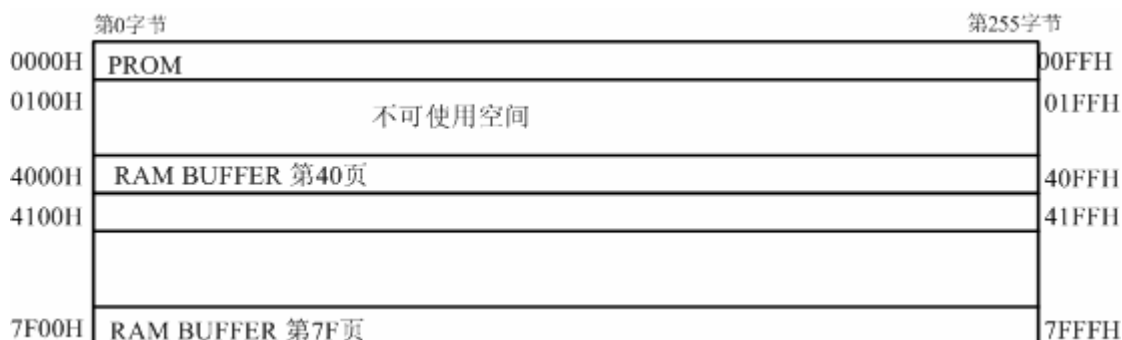 第0字节 第255字节
0000H PROM 00FFH
0100H 不可使用空间 01FFH
4000H RAM BUFFER 第40页 40FFH
4100H 41FFH
7F00H RAM BUFFER 第7F页 7FFFH